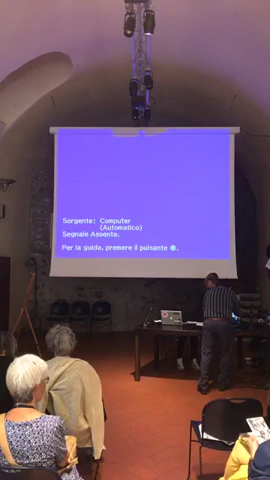 Sorgente: Computer
(Automatico)
Segnale Assente.
Per la guida, premere il pulsante ?.